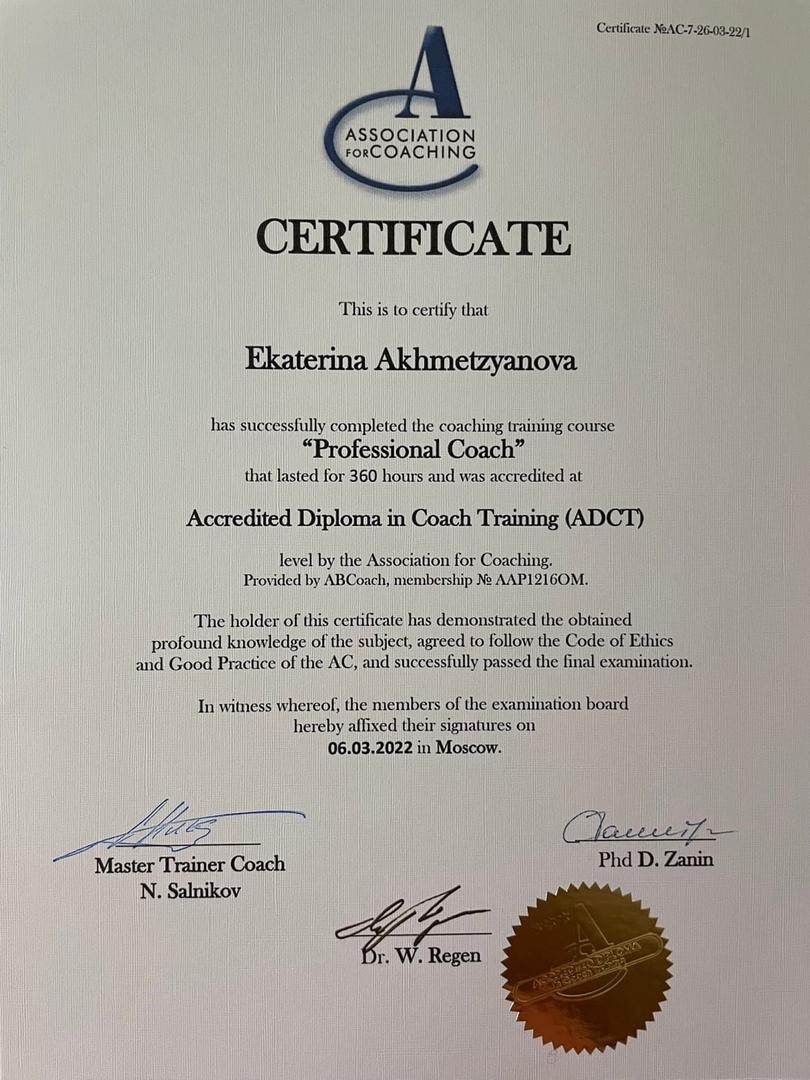 Certificate №AC-7-26-03-22/1
A
ASSOCIATION
FORCOACHING
CERTIFICATE
This is to certify that
Ekaterina Akhmetzyanova
has successfully completed the coaching training course
“Professional Coach”
that lasted for 360 hours and was accredited at
Accredited Diploma in Coach Training (ADCT)
level by the Association for Coaching.
Provided by ABCoach, membership № AAP1216OM.
The holder of this certificate has demonstrated the obtained
profound knowledge of the subject, agreed to follow the Code of Ethics
and Good Practice of the AC, and successfully passed the final examination.
In witness whereof, the members of the examination board
hereby affixed their signatures on
06.03.2022 in Moscow.
Master Trainer Coach
N. Salnikov
Phd D. Zanin
Dr. W. Regen
A
ACCREDITED DIPLOMA